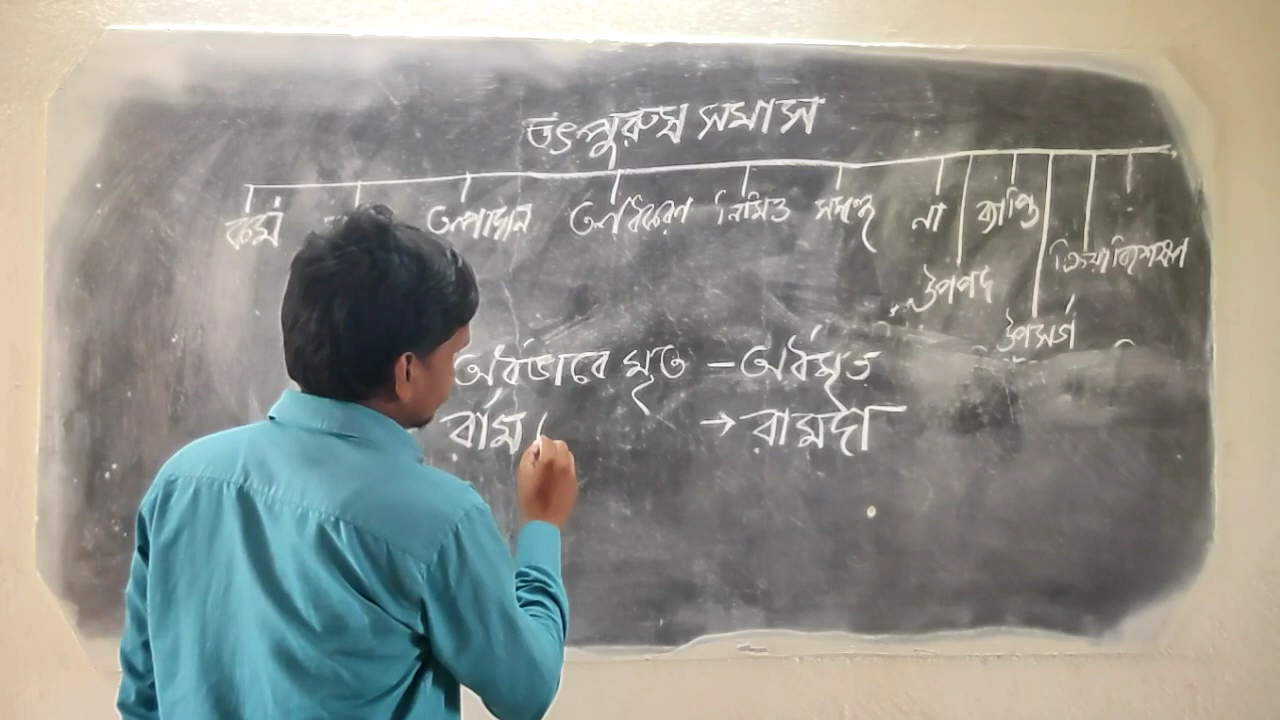 তৎপুরুষ সমাস
কর্ম অপাদান অধিকরণ নিমিত্ত সম্বন্ধ না ব্যাপ্তি
ক্রিয়াবিশেষণ
উপপদ
উপসর্গ
অর্ধভাবে মৃত – অর্ধমৃত
রাম → রামদা